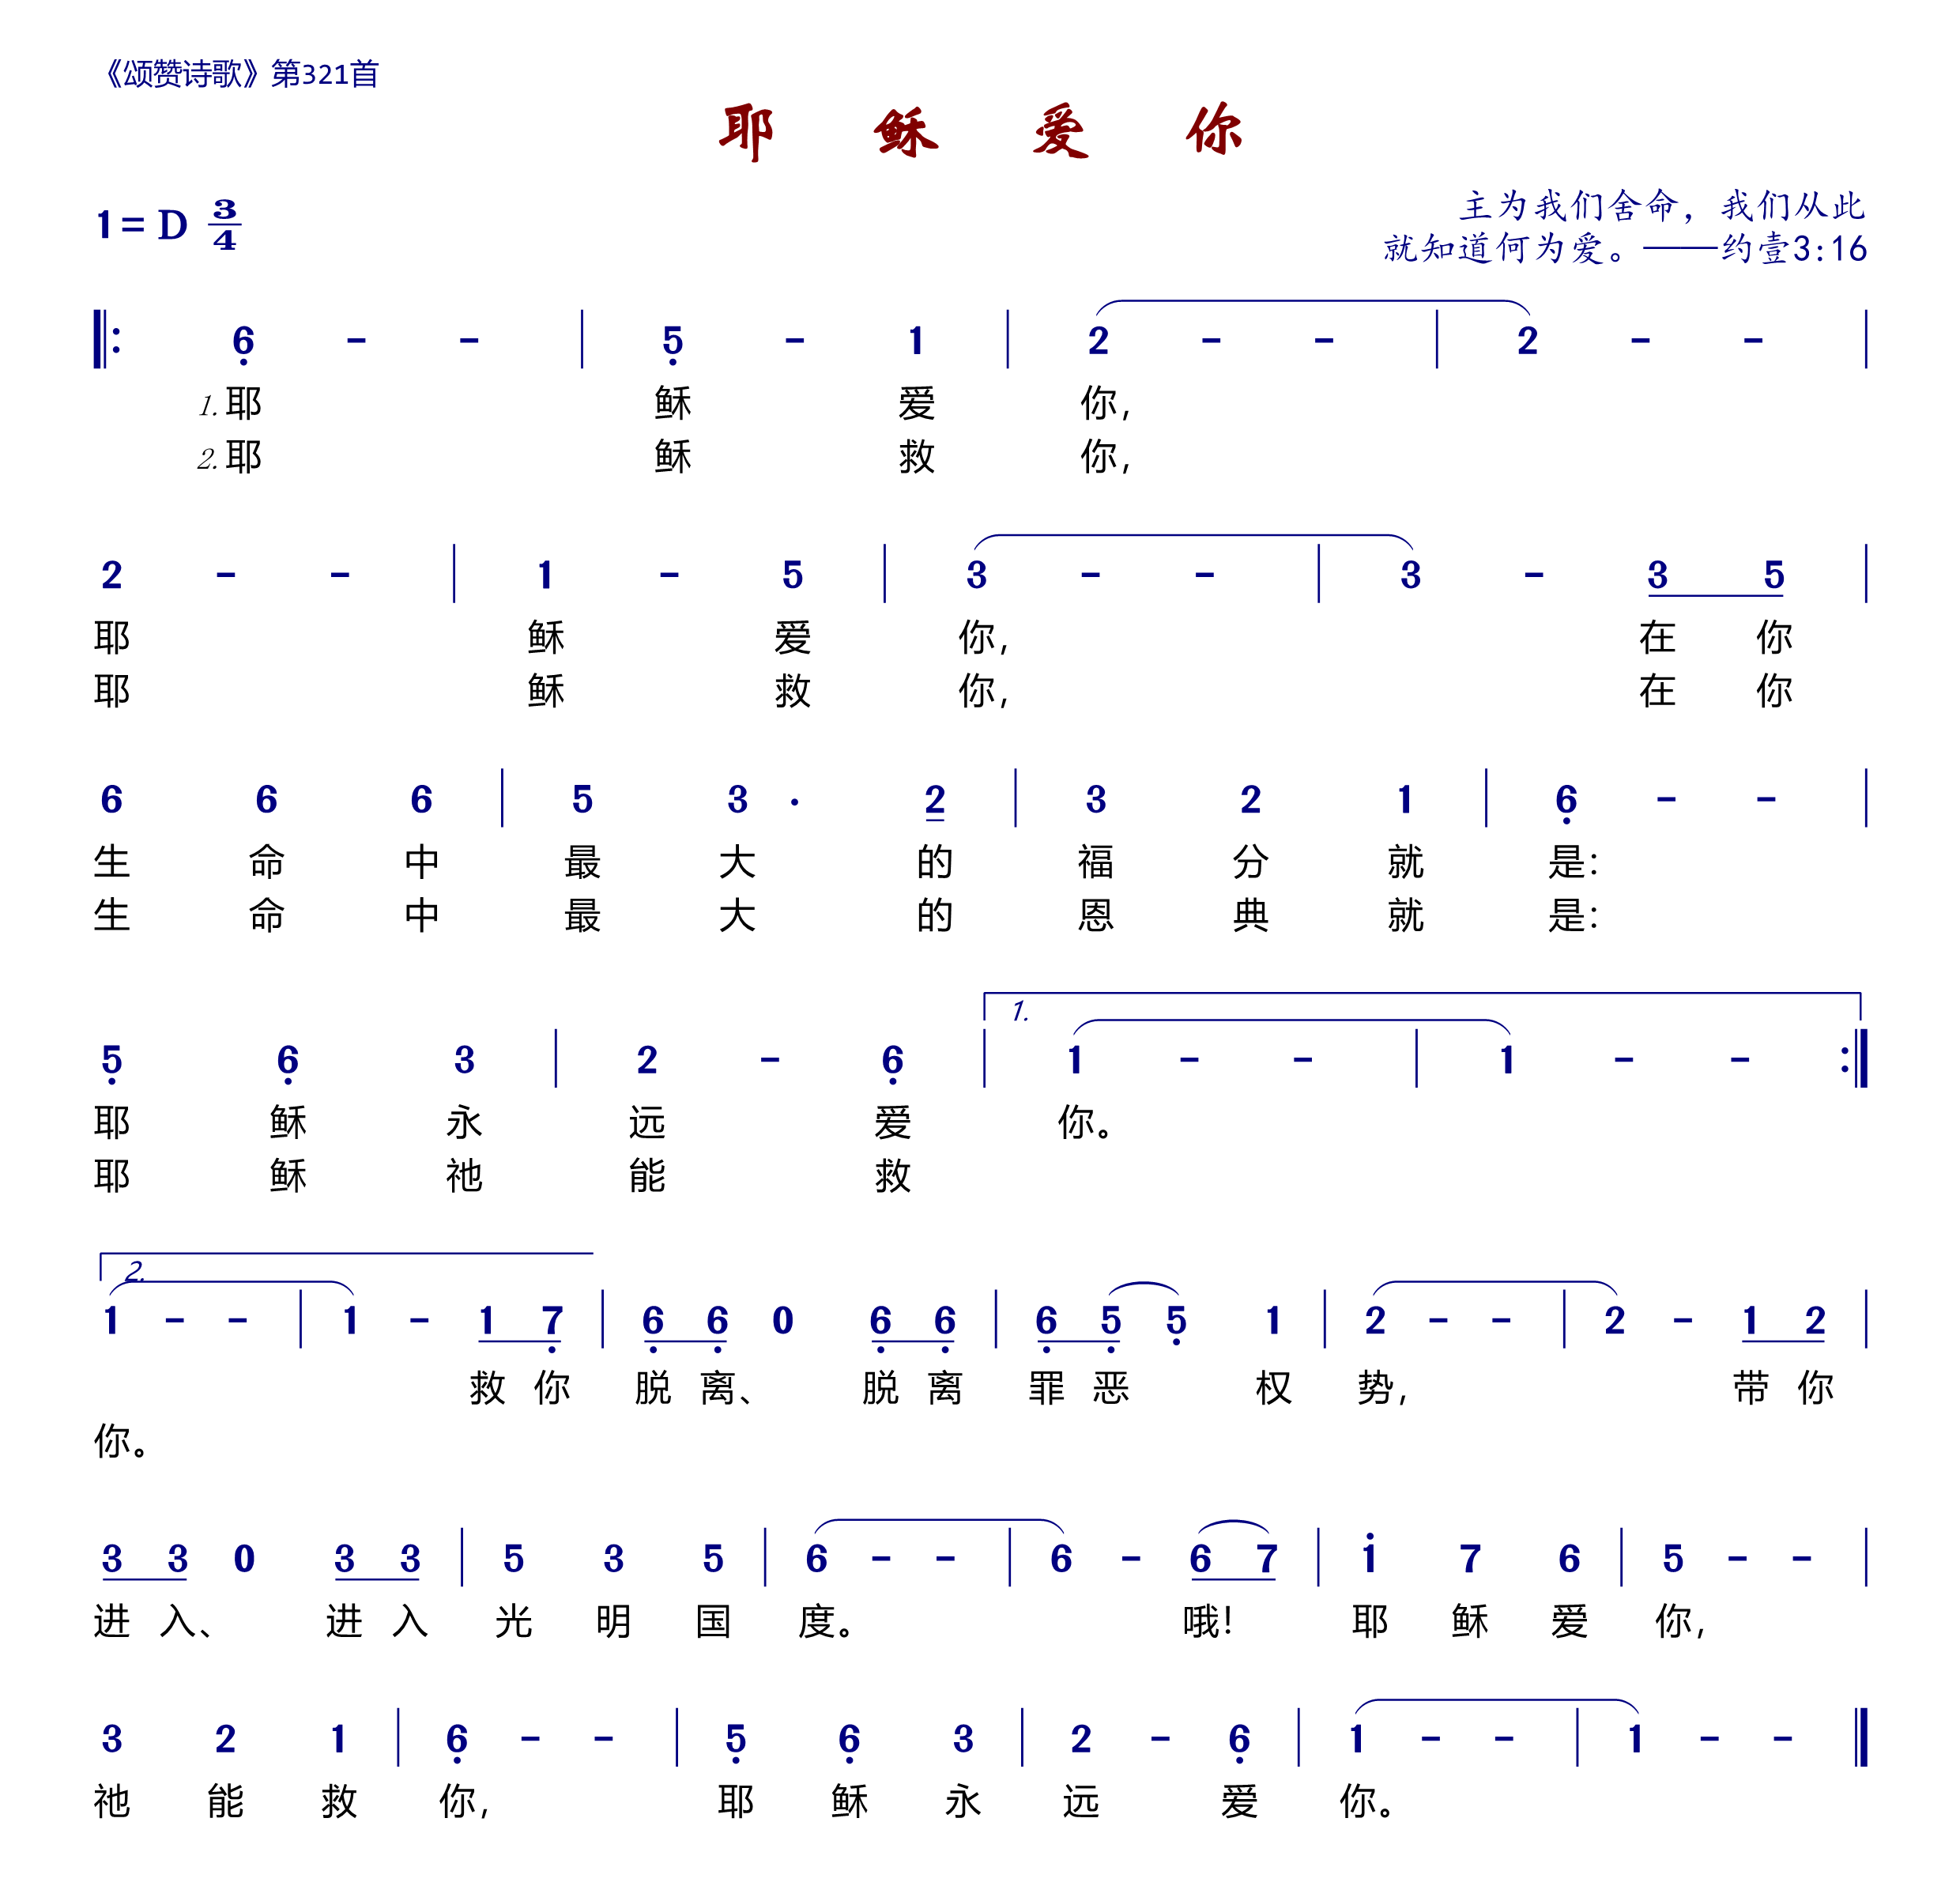 《颂赞诗歌》第321首
耶 稣 爱 你
1 = D 3/4
主为我们舍命，我们从此
就知道何为爱。——约壹3:16
6 - - | 5 - 1 | 2 - - | 2 - - |
1.耶 稣 爱 你，
2.耶 稣 救 你，
2 - - | 1 - 5 | 3 - - | 3 - 3 5 |
耶 稣 爱 你， 在 你
耶 稣 救 你， 在 你
6 6 6 | 5 3 · 2 | 3 2 1 | 6 - - |
生 命 中 最 大 的 福 分 就 是：
生 命 中 最 大 的 恩 典 就 是：
1.
5 6 3 | 2 - 6 | 1 - - | 1 - - :|
耶 稣 永 远 爱 你。
耶 稣 祂 能 救
2.
1 - - | 1 - 1 7 | 6 6 0 6 6 | 6 5 5 1 | 2 - - | 2 - 1 2 |
救 你 脱 离、 脱 离 罪 恶 权 势， 带 你
你。
3 3 0 3 3 | 5 3 5 | 6 - - | 6 - 6 7 | 1 7 6 | 5 - - |
进 入、 进 入 光 明 国 度。 哦！ 耶 稣 爱 你，
3 2 1 | 6 - - | 5 6 3 | 2 - 6 | 1 - - | 1 - - ||
祂 能 救 你， 耶 稣 永 远 爱 你。